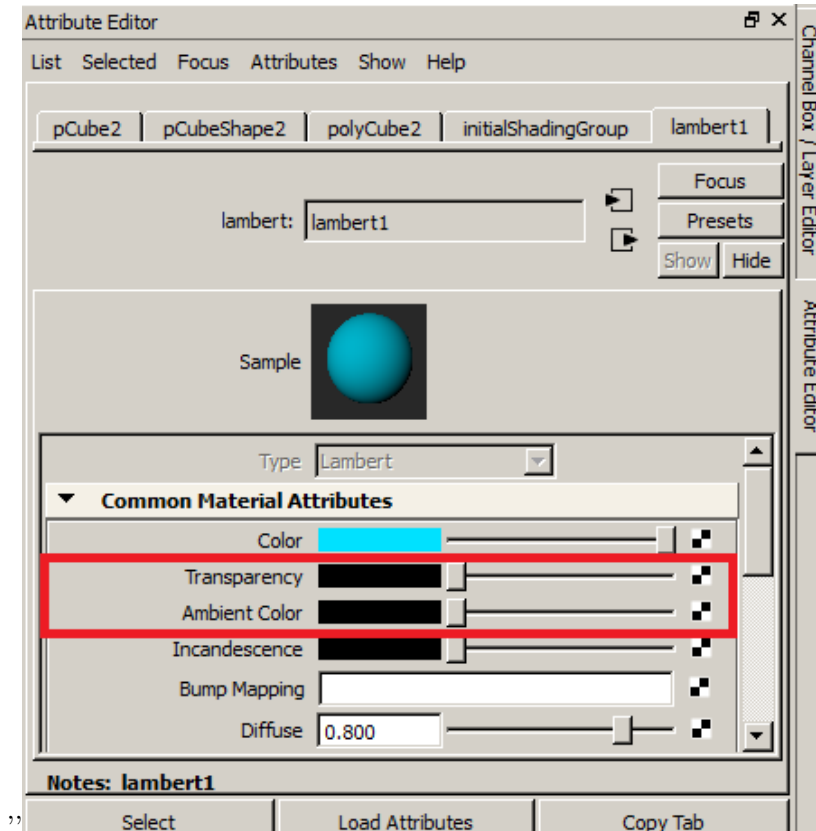 Attribute Editor
List Selected Focus Attributes Show Help
pCube2 pCubeShape2 polyCube2 initialShadingGroup lambert1
lambert: lambert1
Focus
Presets
Show Hide
Sample
Type Lambert
Common Material Attributes
Color
Transparency
Ambient Color
Incandescence
Bump Mapping
Diffuse 0.800
Notes: lambert1
” Select Load Attributes Copy Tab
Channel Box / Layer Editor
Attribute Editor